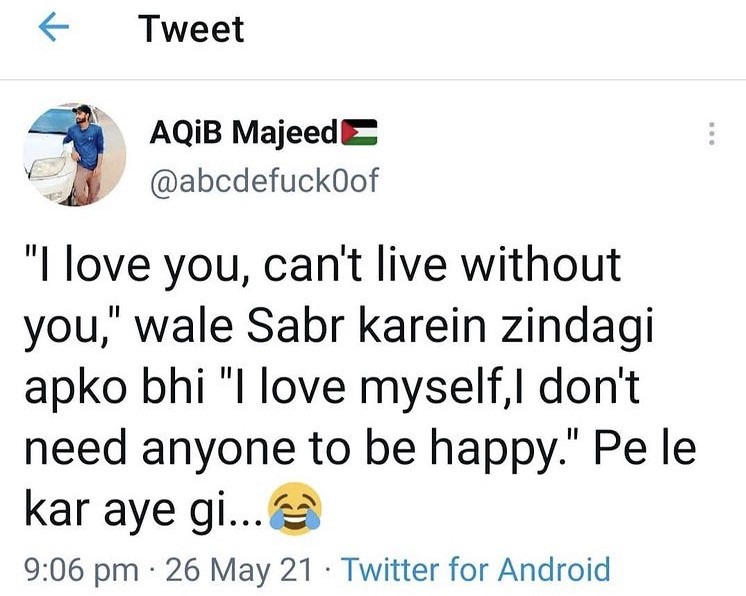 Tweet
AQiB Majeed🇵🇸
@abcdefuck0of
"I love you, can't live without
you," wale Sabr karein zindagi
apko bhi "I love myself,I don't
need anyone to be happy." Pe le
kar aye gi...😂
9:06 pm · 26 May 21 · Twitter for Android